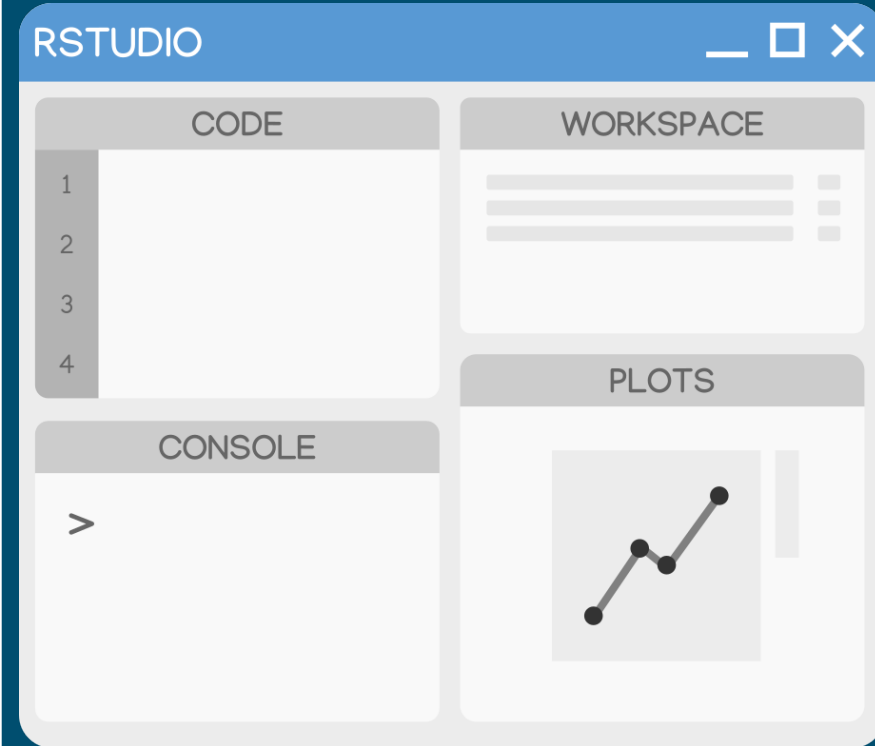 RSTUDIO
CODE
1
2
3
4
CONSOLE
>
WORKSPACE
PLOTS